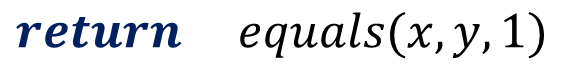 return equals(x, y, 1)